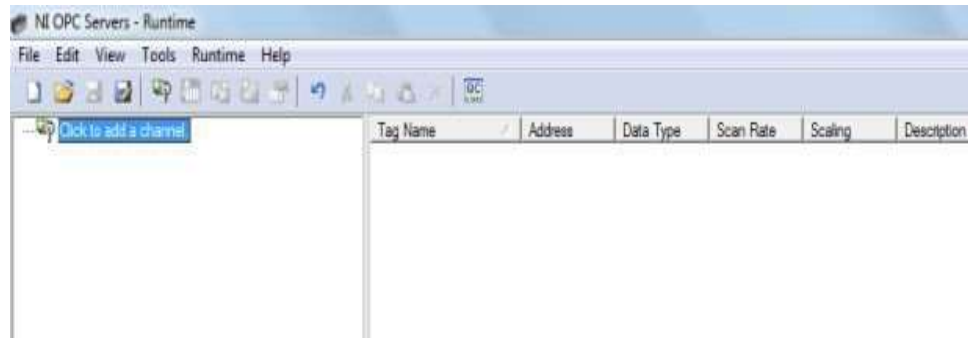 NI OPC Servers - Runtime
File Edit View Tools Runtime Help
Click to add a channel.
Tag Name Address Data Type Scan Rate Scaling Description